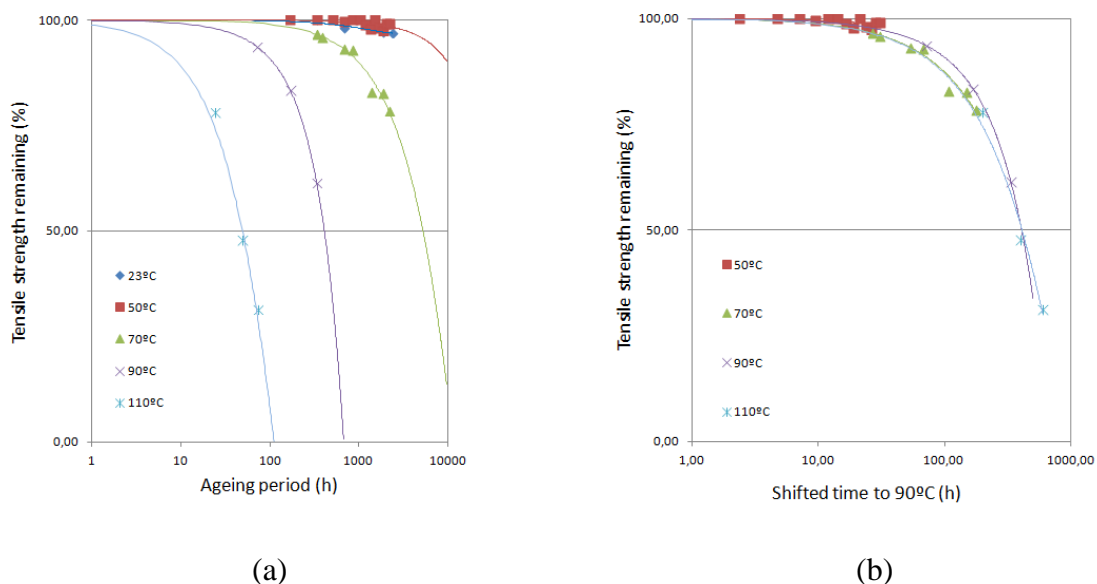 100,00
50,00
0,00
1
10
100
1000
10000
Tensile strength remaining (%)
Ageing period (h)
23ºC
50ºC
70ºC
90ºC
110ºC
(a)
100,00
50,00
0,00
1,00
10,00
100,00
1000,00
Tensile strength remaining (%)
Shifted time to 90ºC (h)
50ºC
70ºC
90ºC
110ºC
(b)